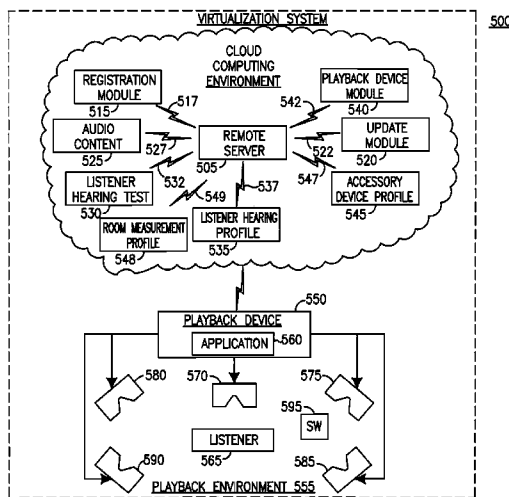 VIRTUALIZATION SYSTEM
500
CLOUD
COMPUTING
ENVIRONMENT
REGISTRATION
MODULE
515
517
542
PLAYBACK DEVICE
MODULE
540
AUDIO
CONTENT
525
527
REMOTE
SERVER
505
522
UPDATE
MODULE
520
LISTENER
HEARING TEST
530
532
549
537
547
ACCESSORY
DEVICE PROFILE
545
ROOM MEASUREMENT
PROFILE
548
LISTENER HEARING
PROFILE
535
550
PLAYBACK DEVICE
APPLICATION
560
580
570
575
595
SW
LISTENER
565
590
585
PLAYBACK ENVIRONMENT 555